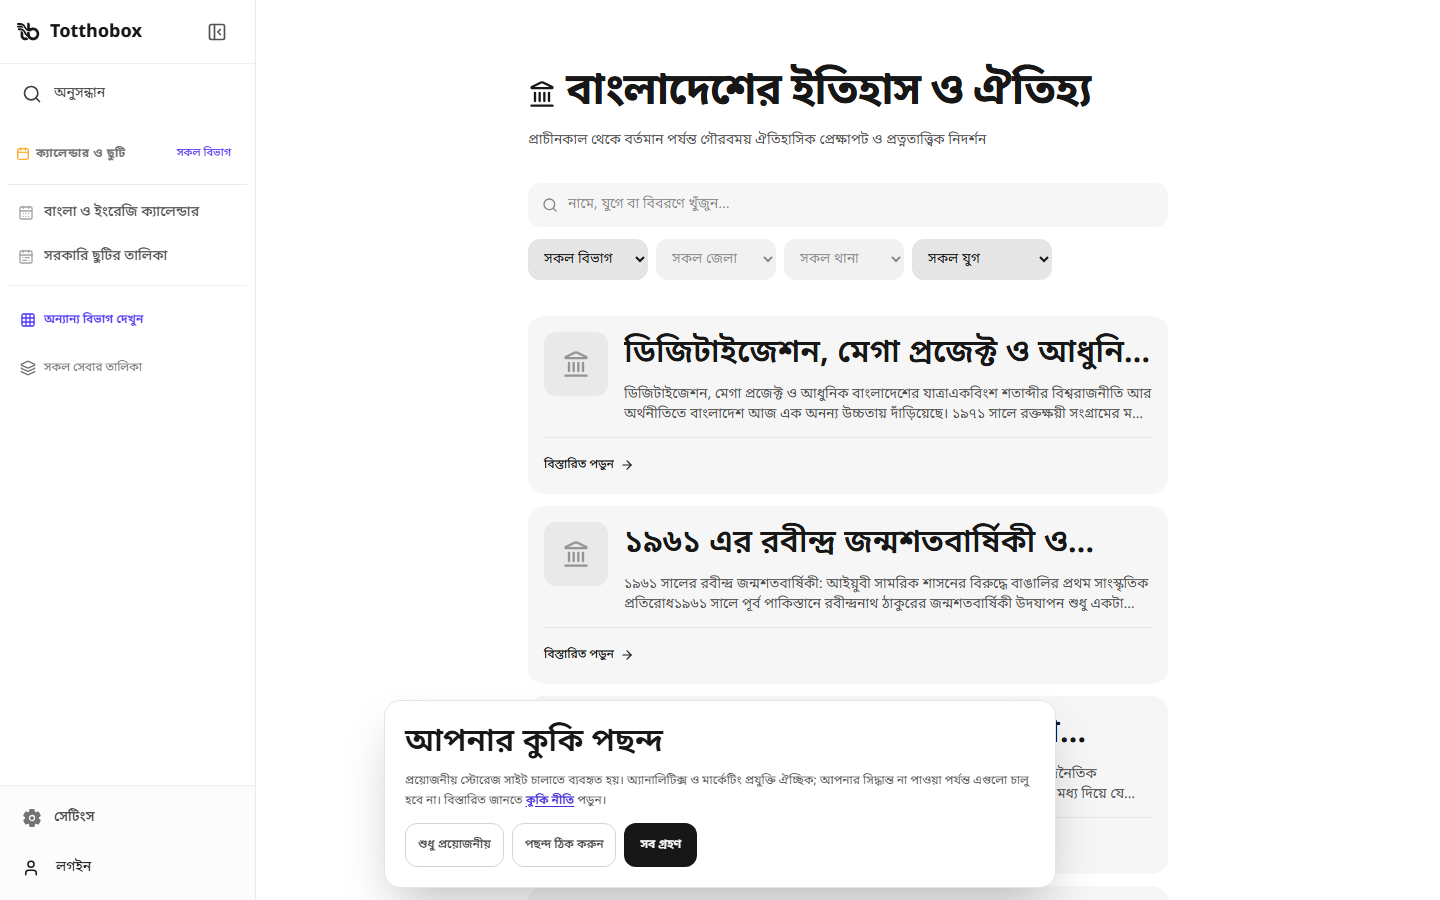 Totthobox
অনুসন্ধান
ক্যালেন্ডার ও ছুটি
সকল বিভাগ
বাংলা ও ইংরেজি ক্যালেন্ডার
সরকারি ছুটির তালিকা
অন্যান্য বিভাগ দেখুন
সকল সেবার তালিকা
সেটিংস
লগইন
বাংলাদেশের ইতিহাস ও ঐতিহ্য
প্রাচীনকাল থেকে বর্তমান পর্যন্ত গৌরবময় ঐতিহাসিক প্রেক্ষাপট ও প্রত্নতাত্ত্বিক নিদর্শন
নামে, যুগে বা বিবরণে খুঁজুন...
সকল বিভাগ
সকল জেলা
সকল থানা
সকল যুগ
ডিজিটাইজেশন, মেগা প্রজেক্ট ও আধুনি...
ডিজিটাইজেশন, মেগা প্রজেক্ট ও আধুনিক বাংলাদেশের যাত্রাএকবিংশ শতাব্দীর বিশ্বরাজনীতি আর
অর্থনীতিতে বাংলাদেশ আজ এক অনন্য উচ্চতায় দাঁড়িয়েছে। ১৯৭১ সালে রক্তক্ষয়ী সংগ্রামের ম...
বিস্তারিত পড়ুন
১৯৬১ এর রবীন্দ্র জন্মশতবার্ষিকী ও...
১৯৬১ সালের রবীন্দ্র জন্মশতবার্ষিকী: আইয়ুবী সামরিক শাসনের বিরুদ্ধে বাঙালির প্রথম সাংস্কৃতিক
প্রতিরোধ১৯৬১ সালে পূর্ব পাকিস্তানে রবীন্দ্রনাথ ঠাকুরের জন্মশতবার্ষিকী উদযাপন শুধু একটা...
বিস্তারিত পড়ুন
মধ্য দিয়ে যে...
আপনার কুকি পছন্দ
প্রয়োজনীয় স্টোরেজ সাইট চালাতে ব্যবহৃত হয়। অ্যানালিটিক্স ও মার্কেটিং প্রযুক্তি ঐচ্ছিক; আপনার সিদ্ধান্ত না পাওয়া পর্যন্ত এগুলো চালু
হবে না। বিস্তারিত জানতে কুকি নীতি পড়ুন।
শুধু প্রয়োজনীয়
পছন্দ ঠিক করুন
সব গ্রহণ